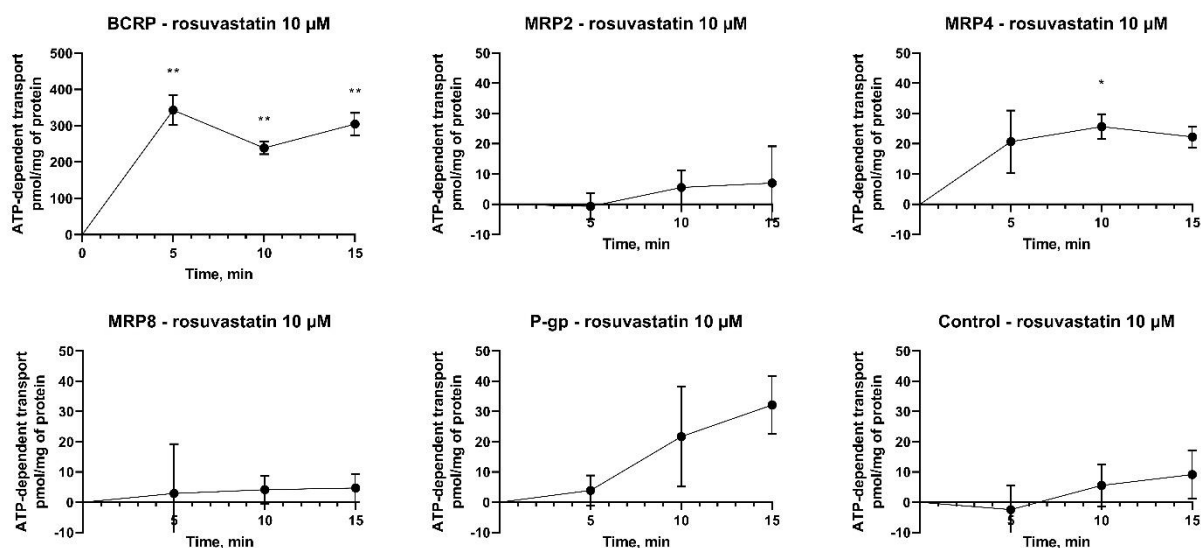 BCRP - rosuvastatin 10 µM
ATP-dependent transport
pmol/mg of protein
500
400
300
200
100
0
**
**
**
0
5
10
15
Time, min
MRP2 - rosuvastatin 10 µM
ATP-dependent transport
pmol/mg of protein
50
40
30
20
10
0
-10
5
10
15
Time, min
MRP4 - rosuvastatin 10 µM
ATP-dependent transport
pmol/mg of protein
50
40
30
20
10
0
-10
*
5
10
15
Time, min
MRP8 - rosuvastatin 10 µM
ATP-dependent transport
pmol/mg of protein
50
40
30
20
10
0
-10
5
10
15
Time, min
P-gp - rosuvastatin 10 µM
ATP-dependent transport
pmol/mg of protein
50
40
30
20
10
0
-10
5
10
15
Time, min
Control - rosuvastatin 10 µM
ATP-dependent transport
pmol/mg of protein
50
40
30
20
10
0
-10
5
10
15
Time, min